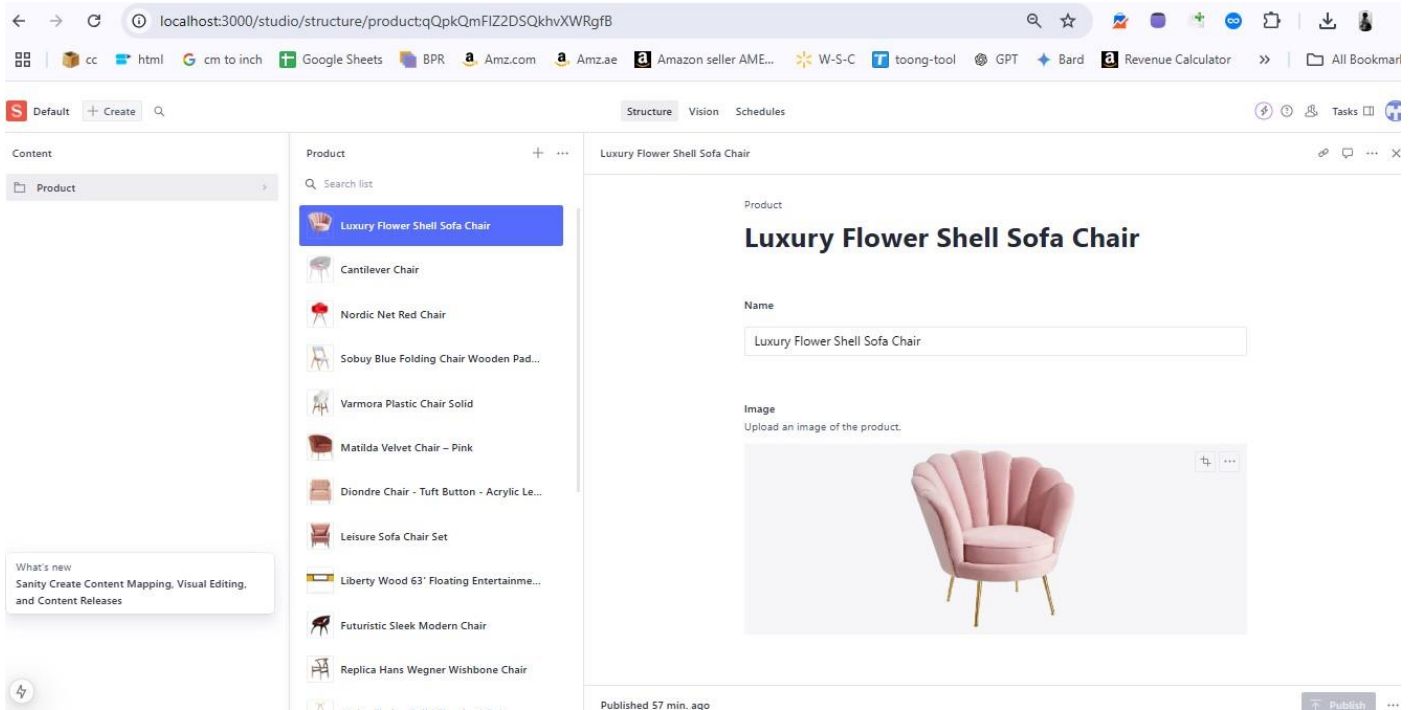 localhost:3000/studio/structure/product;qQpkQmFIZ2DSQkhvXWRgfB
cc html G cm to inch Google Sheets BPR a Amz.com a Amz.ae a Amazon seller AME... W-S-C T toong-tool GPT Bard a Revenue Calculator » All Bookmar
S Default + Create Structure Vision Schedules Tasks
Content
Product
What's new
Sanity Create Content Mapping, Visual Editing,
and Content Releases
Product + ...
Search list
Luxury Flower Shell Sofa Chair
Cantilever Chair
Nordic Net Red Chair
Sobuy Blue Folding Chair Wooden Pad...
Varmora Plastic Chair Solid
Matilda Velvet Chair – Pink
Diondre Chair - Tuft Button - Acrylic Le...
Leisure Sofa Chair Set
Liberty Wood 63' Floating Entertainme...
Futuristic Sleek Modern Chair
Replica Hans Wegner Wishbone Chair
Luxury Flower Shell Sofa Chair
Product
Luxury Flower Shell Sofa Chair
Name
Luxury Flower Shell Sofa Chair
Image
Upload an image of the product.
Published 57 min. ago
Publish